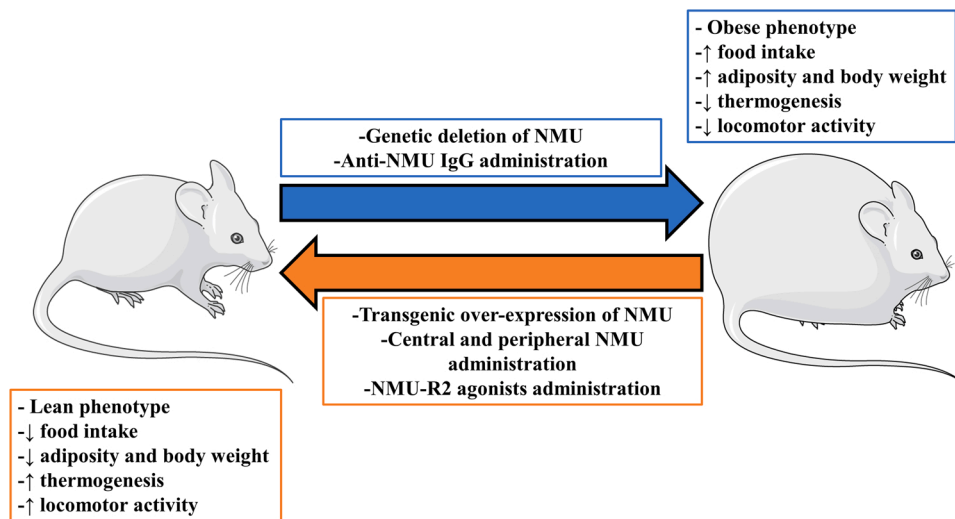 - Obese phenotype
-↑ food intake
-↑ adiposity and body weight
-↓ thermogenesis
-↓ locomotor activity
-Genetic deletion of NMU
-Anti-NMU IgG administration
-Transgenic over-expression of NMU
-Central and peripheral NMU
administration
-NMU-R2 agonists administration
- Lean phenotype
-↓ food intake
-↓ adiposity and body weight
-↑ thermogenesis
-↑ locomotor activity